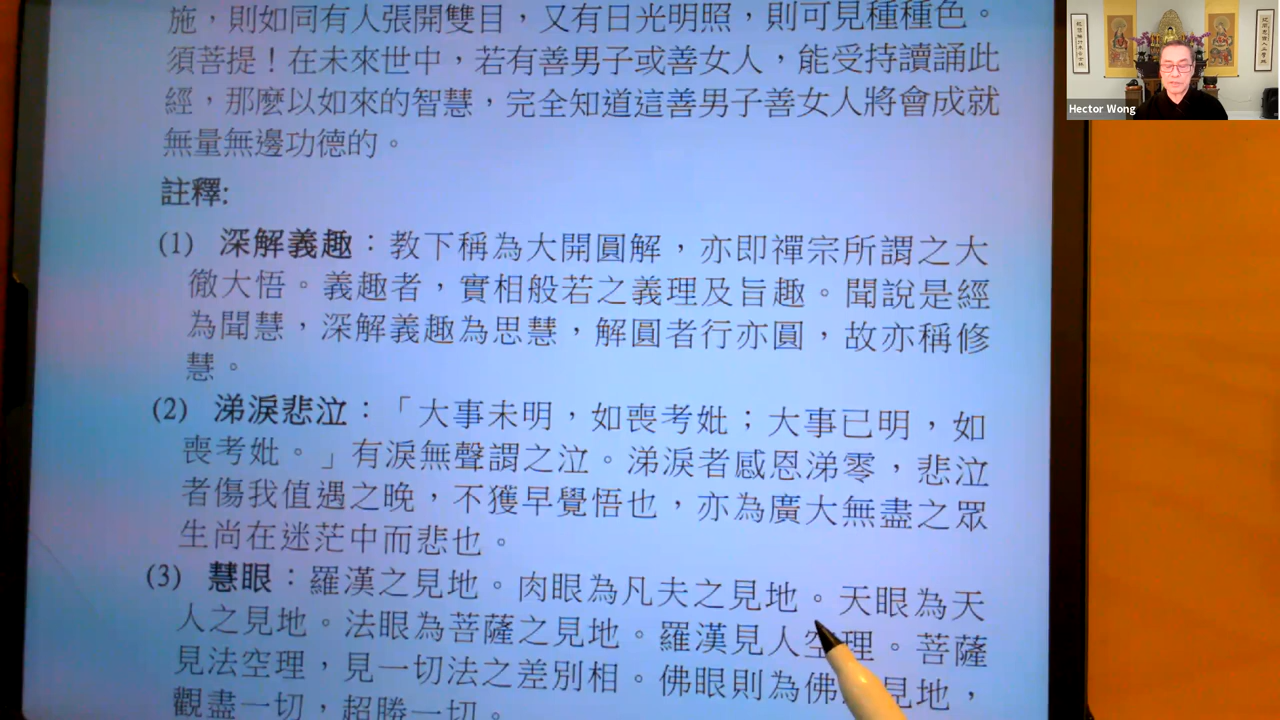 施，則如同有人張開雙目，又有日光明照，則可見種種色。
須菩提！在未來世中，若有善男子或善女人，能受持讀誦此
經，那麼以如來的智慧，完全知道這善男子善女人將會成就
無量無邊功德的。
註釋:
(1) 深解義趣：教下稱為大開圓解，亦即禪宗所謂之大
徹大悟。義趣者，實相般若之義理及旨趣。聞說是經
為聞慧，深解義趣為思慧，解圓者行亦圓，故亦稱修
慧。
(2) 涕淚悲泣：「大事未明，如喪考妣；大事已明，如
喪考妣。」有淚無聲謂之泣。涕淚者感恩涕零，悲泣
者傷我值遇之晚，不獲早覺悟也，亦為廣大無盡之眾
生尚在迷茫中而悲也。
(3) 慧眼：羅漢之見地。肉眼為凡夫之見地。天眼為天
人之見地。法眼為菩薩之見地。羅漢見人空理。菩薩
見法空理，見一切法之差別相。佛眼則為佛見地，
觀盡一切，超勝一切。
Hector Wong